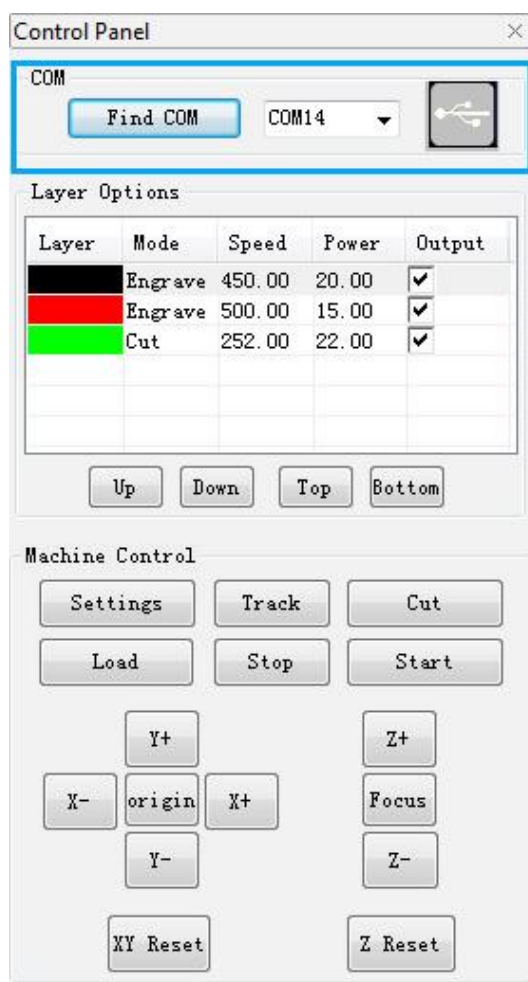 Control Panel
COM
Find COM COM14
Layer Options
Layer Mode Speed Power Output
Engrave 450.00 20.00
Engrave 500.00 15.00
Cut 252.00 22.00
Up Down Top Bottom
Machine Control
Settings Track Cut
Load Stop Start
Y+ Z+
X- origin X+ Focus
Y- Z-
XY Reset Z Reset